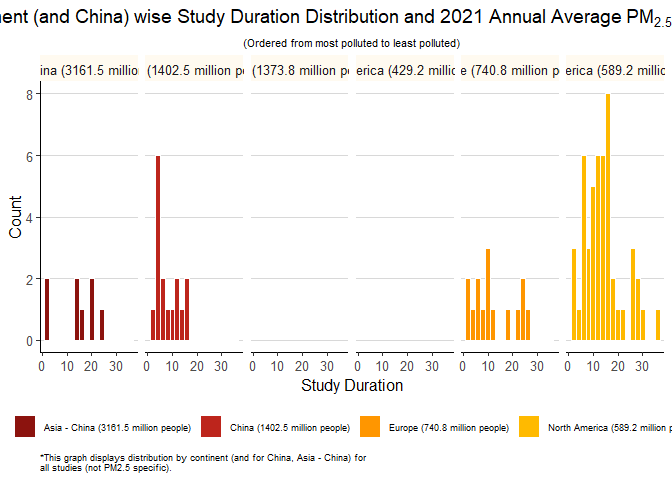 nent (and China) wise Study Duration Distribution and 2021 Annual Average PM2.5
(Ordered from most polluted to least polluted)
ina (3161.5 millio (1402.5 million pe (1373.8 million pe erica (429.2 millic e (740.8 million p erica (589.2 millic
8
6
4
2
0
Count
0 10 20 30 0 10 20 30 0 10 20 30 0 10 20 30 0 10 20 30 0 10 20 30
Study Duration
Asia - China (3161.5 million people) China (1402.5 million people) Europe (740.8 million people) North America (589.2 million p
*This graph displays distribution by continent (and for China, Asia - China) for
all studies (not PM2.5 specific).